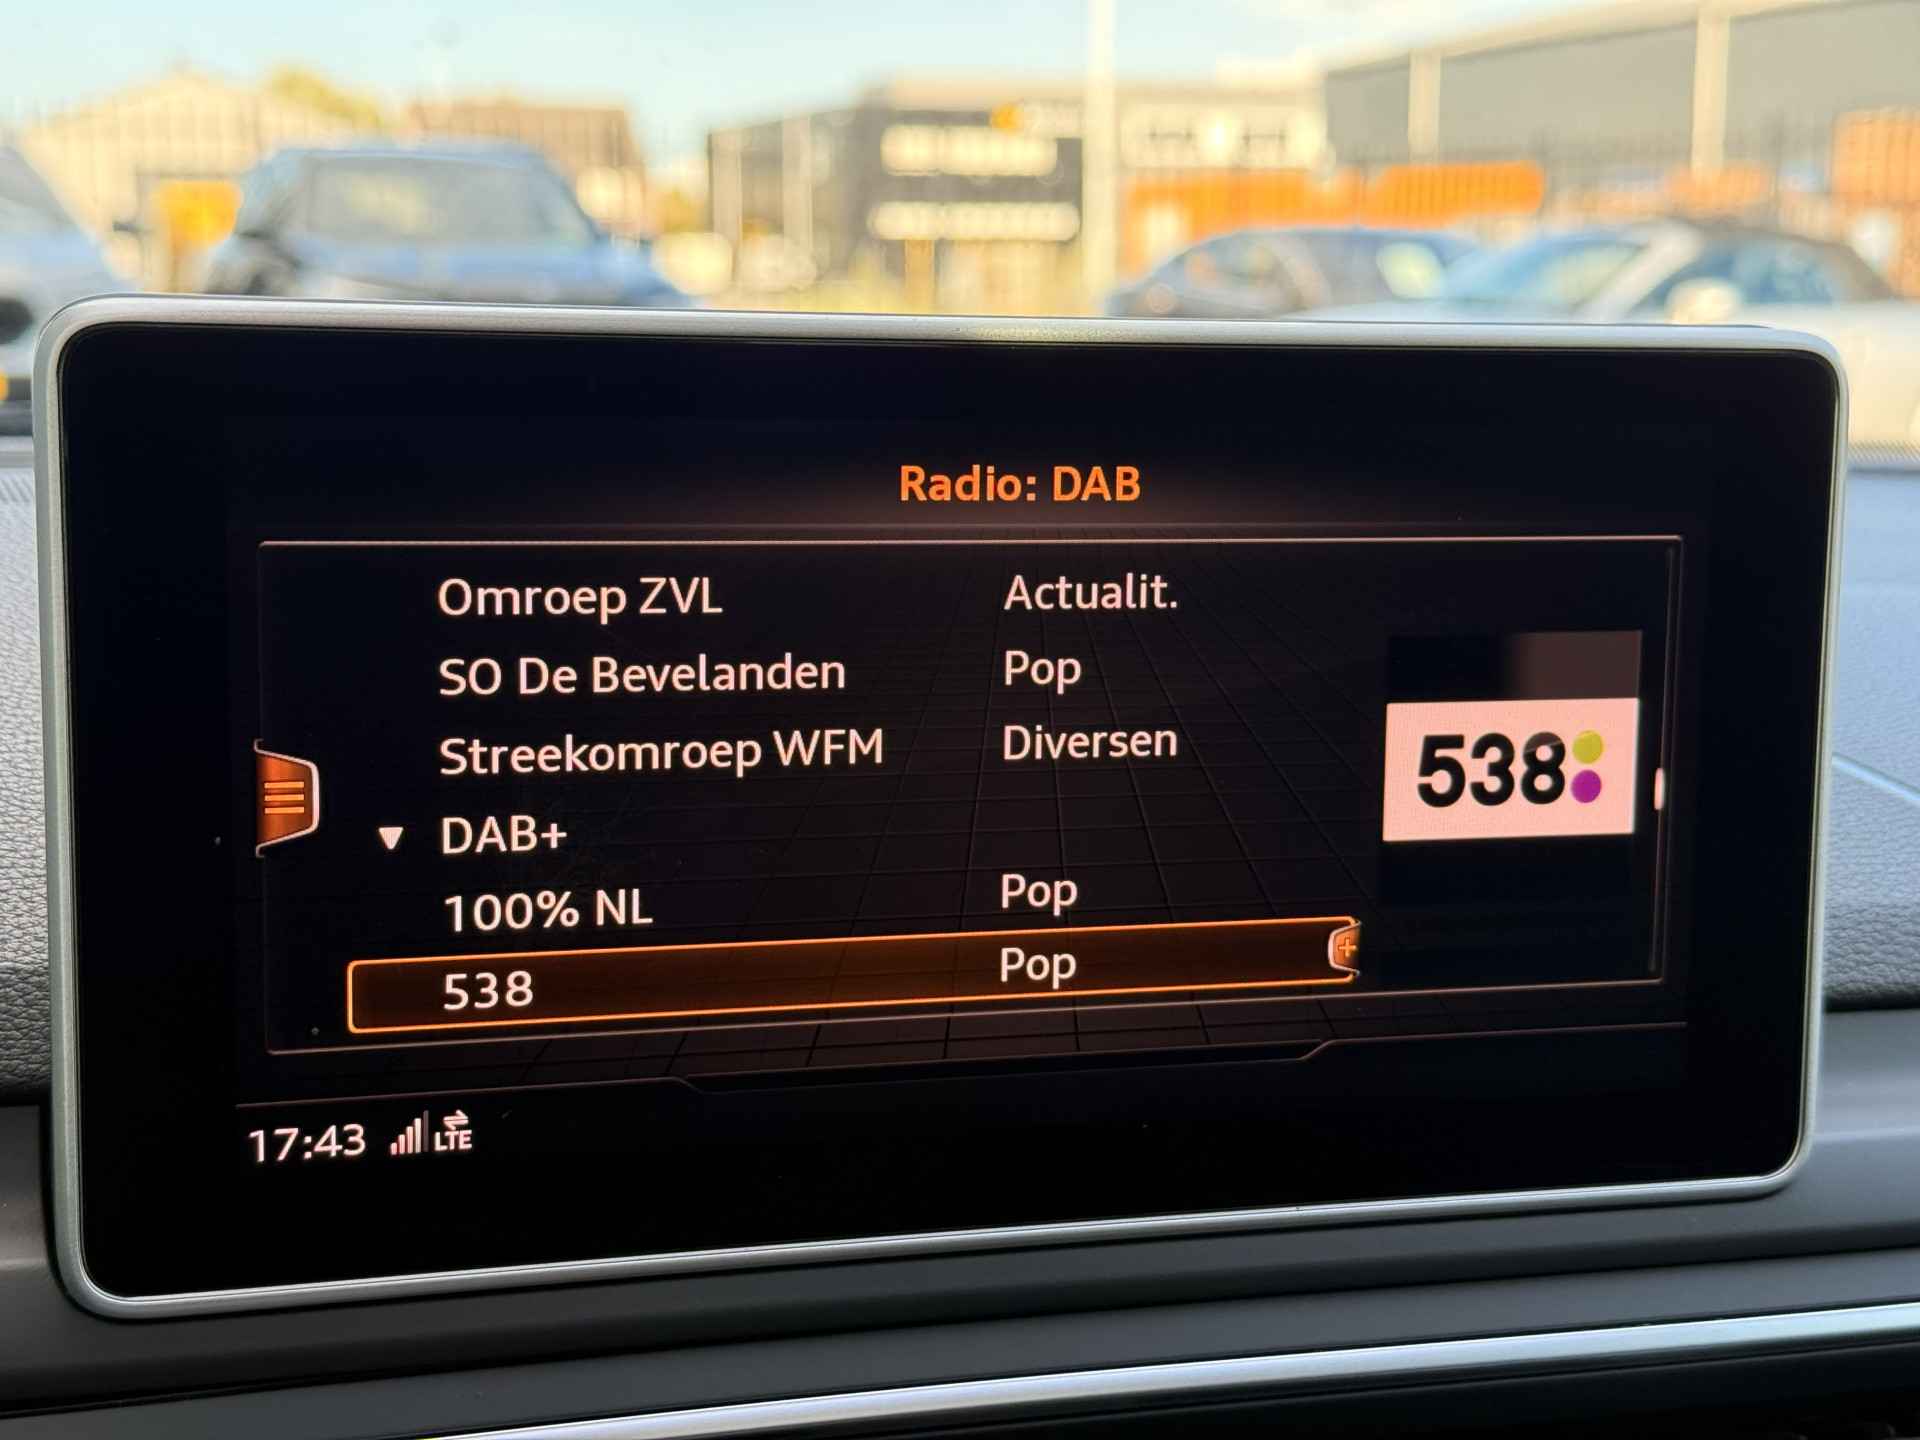 Radio: DAB
Omroep ZVL Actualit.
SO De Bevelanden Pop
Streekomroep WFM Diversen
538
DAB+
100% NL Pop
538 Pop
17:43 LTE